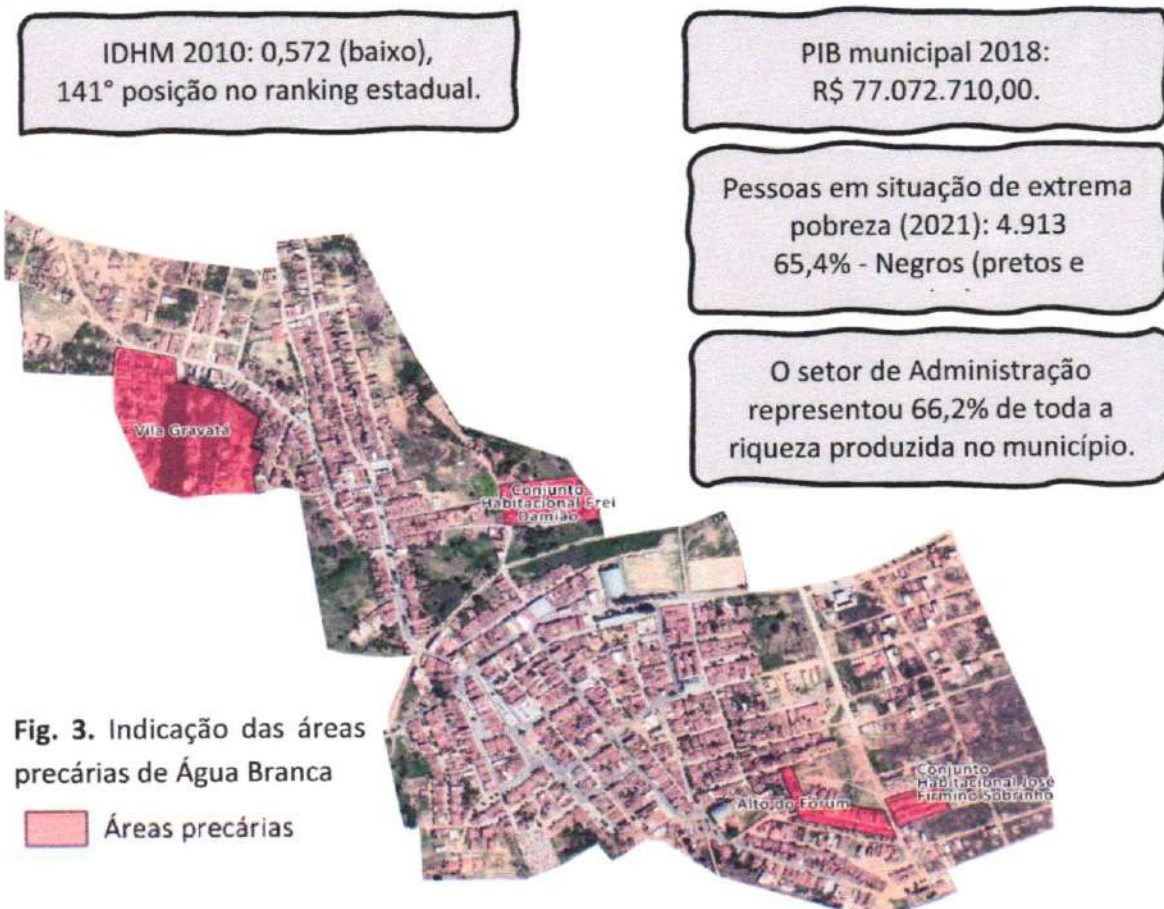 IDHM 2010: 0,572 (baixo),
141° posição no ranking estadual.
PIB municipal 2018:
R$ 77.072.710,00.
Pessoas em situação de extrema
pobreza (2021): 4.913
65,4% - Negros (pretos e
O setor de Administração
representou 66,2% de toda a
riqueza produzida no município.
Vila Gravatá
Conjunto
Habitacional Frei
Damião
Fig. 3. Indicação das áreas
precárias de Água Branca
Áreas precárias
Alto do Fórum
Conjunto
Habitacional José
Firmino Sobrinho